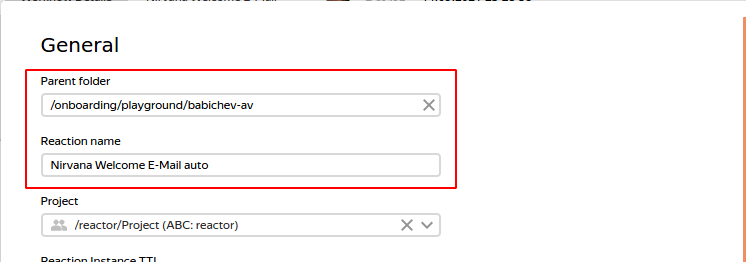 General
Parent folder
/onboarding/playground/babichev-av
Reaction name
Nirvana Welcome E-Mail auto
Project
/reactor/Project (ABC: reactor)
Reaction Instance TTL